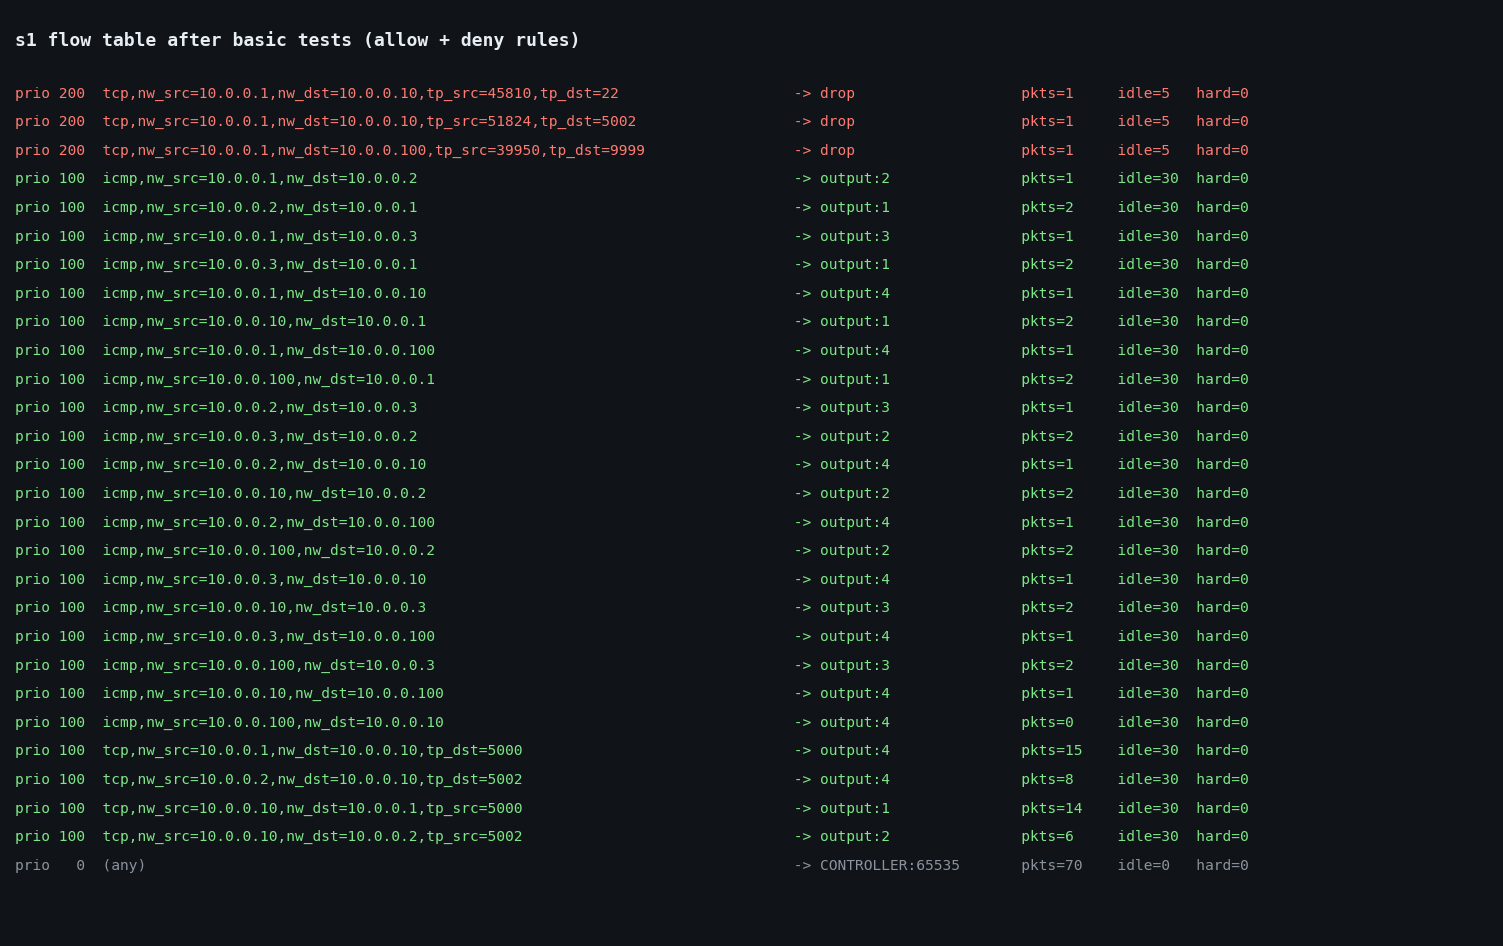 s1 flow table after basic tests (allow + deny rules)
prio 200  tcp,nw_src=10.0.0.1,nw_dst=10.0.0.10,tp_src=45810,tp_dst=22  -> drop  pkts=1  idle=5  hard=0
prio 200  tcp,nw_src=10.0.0.1,nw_dst=10.0.0.10,tp_src=51824,tp_dst=5002  -> drop  pkts=1  idle=5  hard=0
prio 200  tcp,nw_src=10.0.0.1,nw_dst=10.0.0.100,tp_src=39950,tp_dst=9999  -> drop  pkts=1  idle=5  hard=0
prio 100  icmp,nw_src=10.0.0.1,nw_dst=10.0.0.2  -> output:2  pkts=1  idle=30  hard=0
prio 100  icmp,nw_src=10.0.0.2,nw_dst=10.0.0.1  -> output:1  pkts=2  idle=30  hard=0
prio 100  icmp,nw_src=10.0.0.1,nw_dst=10.0.0.3  -> output:3  pkts=1  idle=30  hard=0
prio 100  icmp,nw_src=10.0.0.3,nw_dst=10.0.0.1  -> output:1  pkts=2  idle=30  hard=0
prio 100  icmp,nw_src=10.0.0.1,nw_dst=10.0.0.10  -> output:4  pkts=1  idle=30  hard=0
prio 100  icmp,nw_src=10.0.0.10,nw_dst=10.0.0.1  -> output:1  pkts=2  idle=30  hard=0
prio 100  icmp,nw_src=10.0.0.1,nw_dst=10.0.0.100  -> output:4  pkts=1  idle=30  hard=0
prio 100  icmp,nw_src=10.0.0.100,nw_dst=10.0.0.1  -> output:1  pkts=2  idle=30  hard=0
prio 100  icmp,nw_src=10.0.0.2,nw_dst=10.0.0.3  -> output:3  pkts=1  idle=30  hard=0
prio 100  icmp,nw_src=10.0.0.3,nw_dst=10.0.0.2  -> output:2  pkts=2  idle=30  hard=0
prio 100  icmp,nw_src=10.0.0.2,nw_dst=10.0.0.10  -> output:4  pkts=1  idle=30  hard=0
prio 100  icmp,nw_src=10.0.0.10,nw_dst=10.0.0.2  -> output:2  pkts=2  idle=30  hard=0
prio 100  icmp,nw_src=10.0.0.2,nw_dst=10.0.0.100  -> output:4  pkts=1  idle=30  hard=0
prio 100  icmp,nw_src=10.0.0.100,nw_dst=10.0.0.2  -> output:2  pkts=2  idle=30  hard=0
prio 100  icmp,nw_src=10.0.0.3,nw_dst=10.0.0.10  -> output:4  pkts=1  idle=30  hard=0
prio 100  icmp,nw_src=10.0.0.10,nw_dst=10.0.0.3  -> output:3  pkts=2  idle=30  hard=0
prio 100  icmp,nw_src=10.0.0.3,nw_dst=10.0.0.100  -> output:4  pkts=1  idle=30  hard=0
prio 100  icmp,nw_src=10.0.0.100,nw_dst=10.0.0.3  -> output:3  pkts=2  idle=30  hard=0
prio 100  icmp,nw_src=10.0.0.10,nw_dst=10.0.0.100  -> output:4  pkts=1  idle=30  hard=0
prio 100  icmp,nw_src=10.0.0.100,nw_dst=10.0.0.10  -> output:4  pkts=0  idle=30  hard=0
prio 100  tcp,nw_src=10.0.0.1,nw_dst=10.0.0.10,tp_dst=5000  -> output:4  pkts=15  idle=30  hard=0
prio 100  tcp,nw_src=10.0.0.2,nw_dst=10.0.0.10,tp_dst=5002  -> output:4  pkts=8  idle=30  hard=0
prio 100  tcp,nw_src=10.0.0.10,nw_dst=10.0.0.1,tp_src=5000  -> output:1  pkts=14  idle=30  hard=0
prio 100  tcp,nw_src=10.0.0.10,nw_dst=10.0.0.2,tp_src=5002  -> output:2  pkts=6  idle=30  hard=0
prio   0  (any)  -> CONTROLLER:65535  pkts=70  idle=0  hard=0